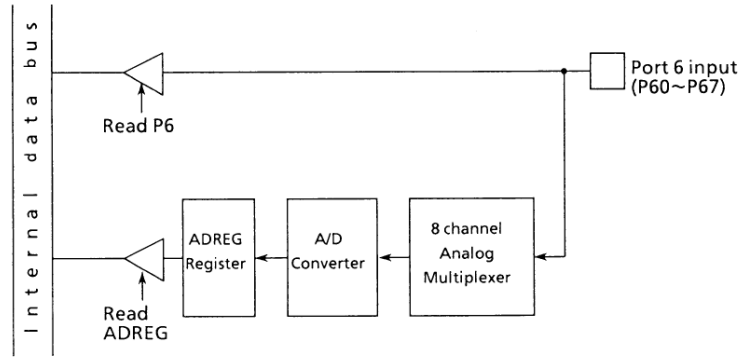 Internal data bus
Port 6 input
(P60~P67)
Read P6
ADREG
Register
A/D
Converter
8 channel
Analog
Multiplexer
Read
ADREG